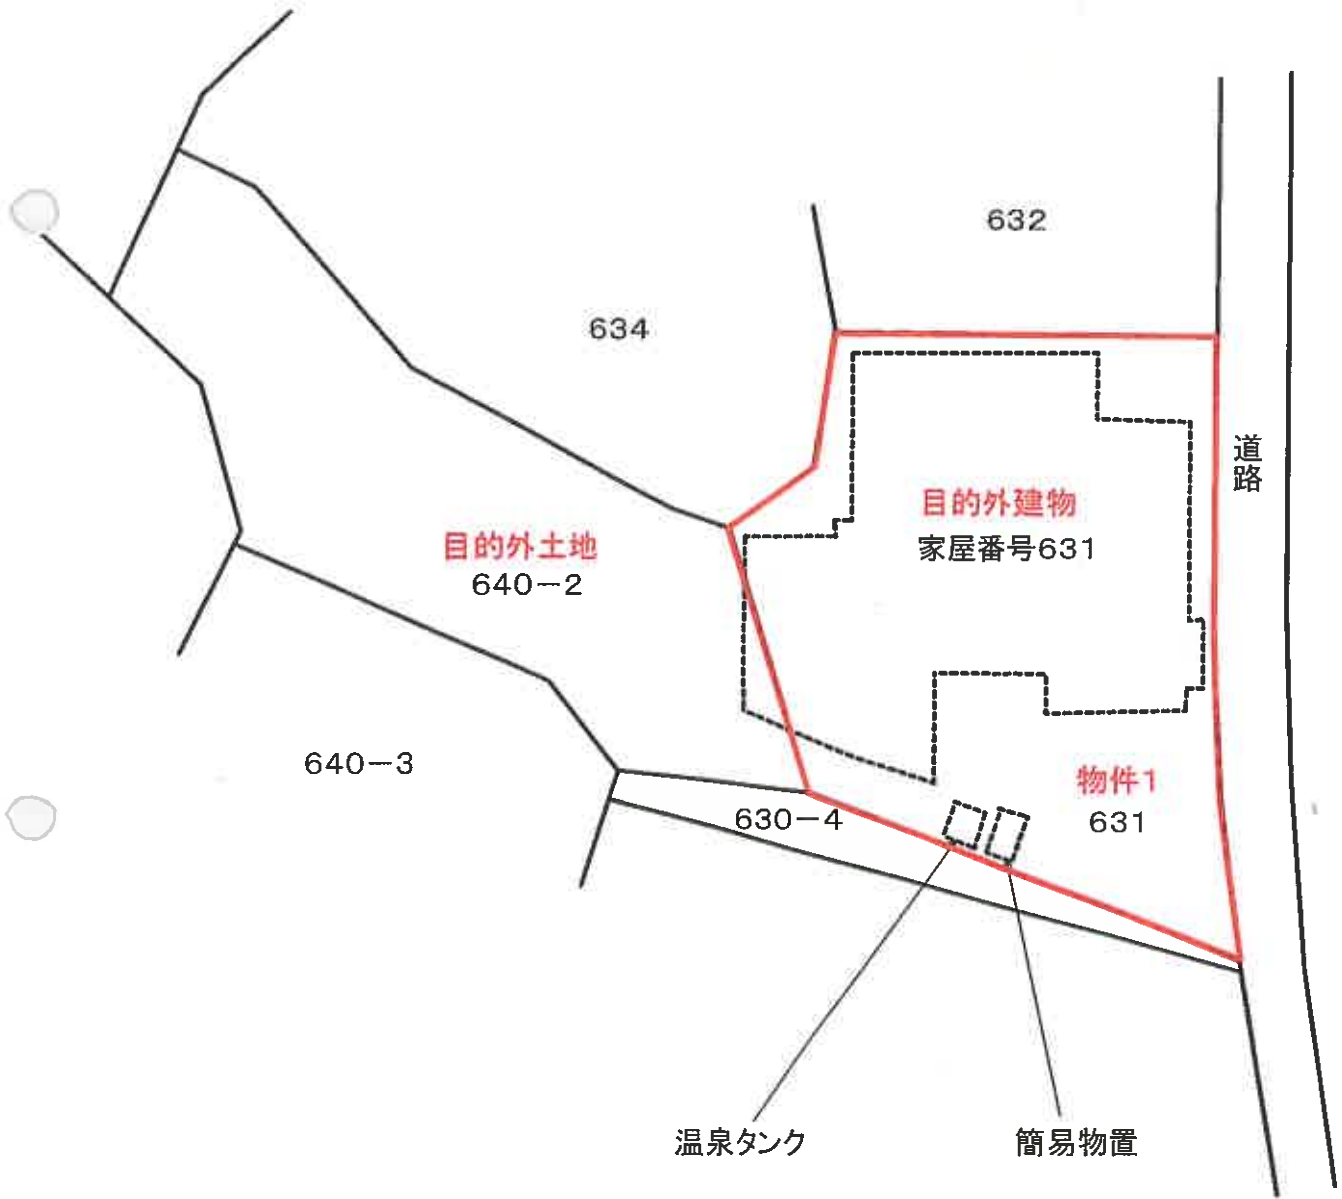 632
634
道路
目的外建物
家屋番号631
目的外土地
640-2
640-3
物件1
631
630-4
温泉タンク
簡易物置